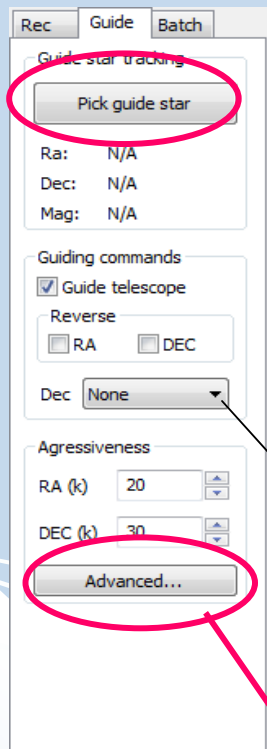 Rec Guide Batch
Guide star tracking
Pick guide star
Ra: N/A
Dec: N/A
Mag: N/A
Guiding commands
Guide telescope
Reverse
RA DEC
Dec None
Agressiveness
RA (k) 20
DEC (k) 30
Advanced...